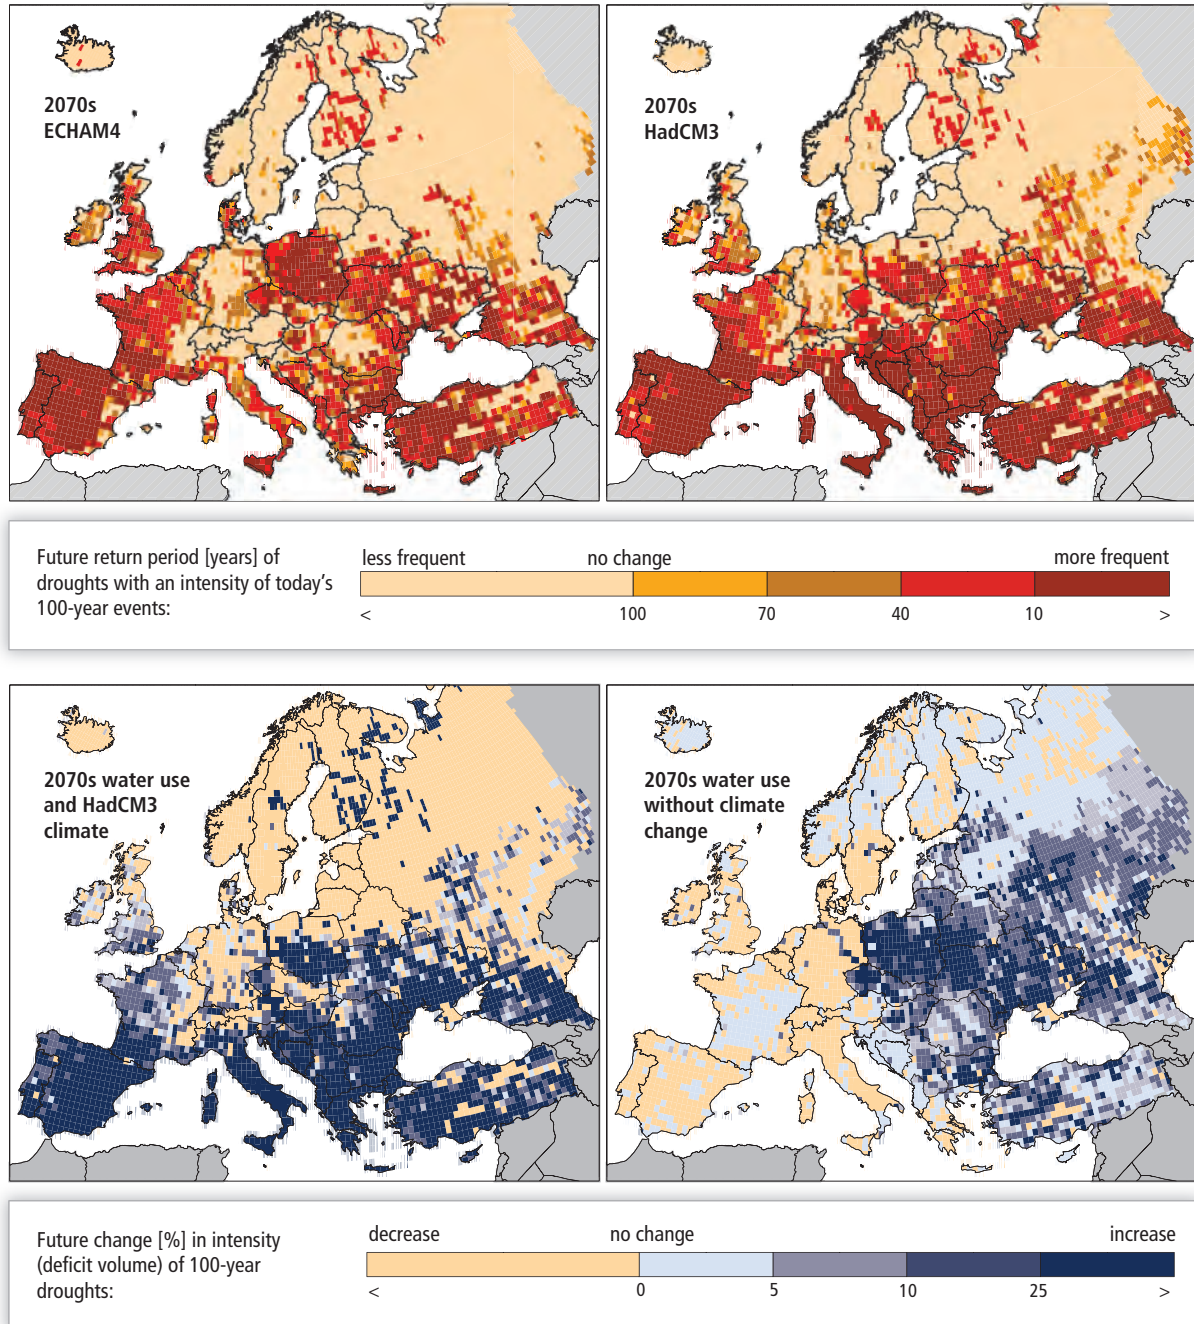 2070s
ECHAM4
2070s
HadCM3
Future return period [years] of
droughts with an intensity of today's
100-year events:
less frequent
no change
more frequent
<
100
70
40
10
>
2070s water use
and HadCM3
climate
2070s water use
without climate
change
Future change [%] in intensity
(deficit volume) of 100-year
droughts:
decrease
no change
increase
<
0
5
10
25
>